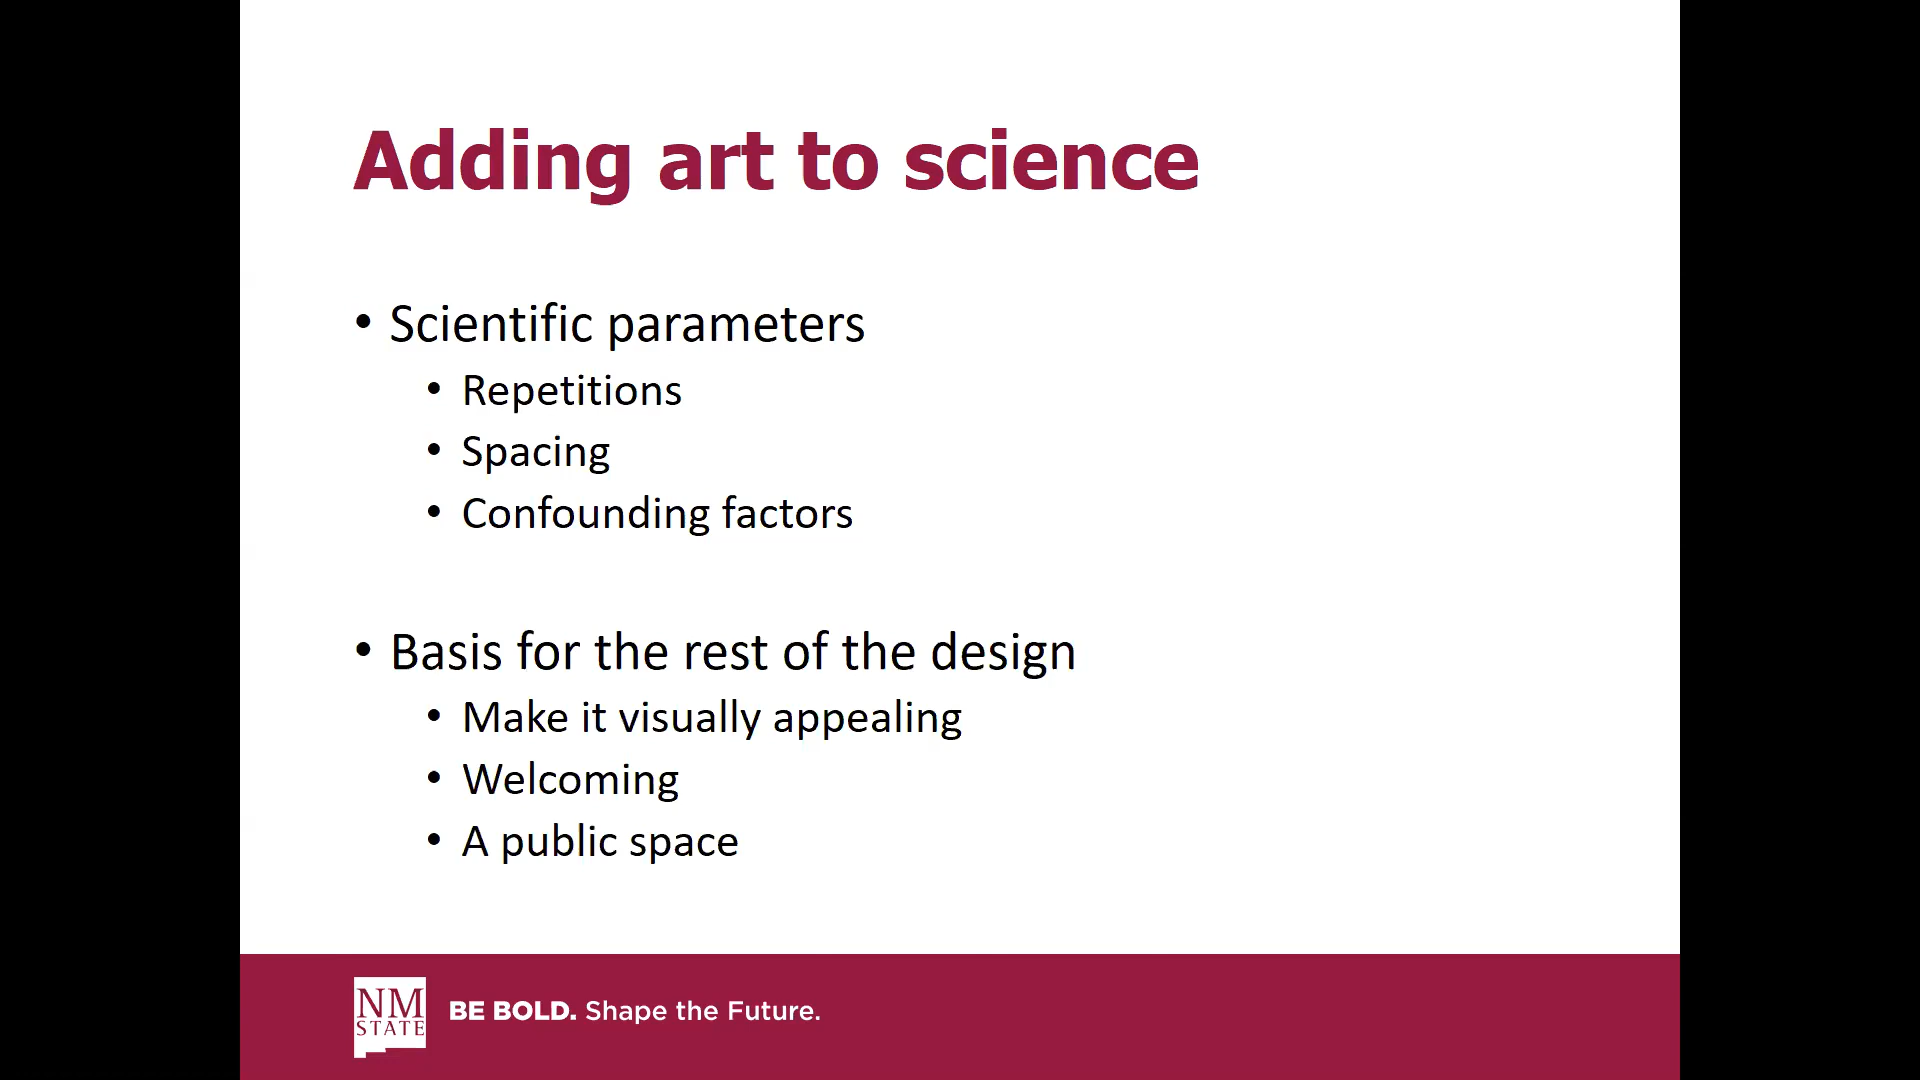 Adding art to science
• Scientific parameters
• Repetitions
• Spacing
• Confounding factors
• Basis for the rest of the design
• Make it visually appealing
• Welcoming
• A public space
NM
STATE
BE BOLD. Shape the Future.